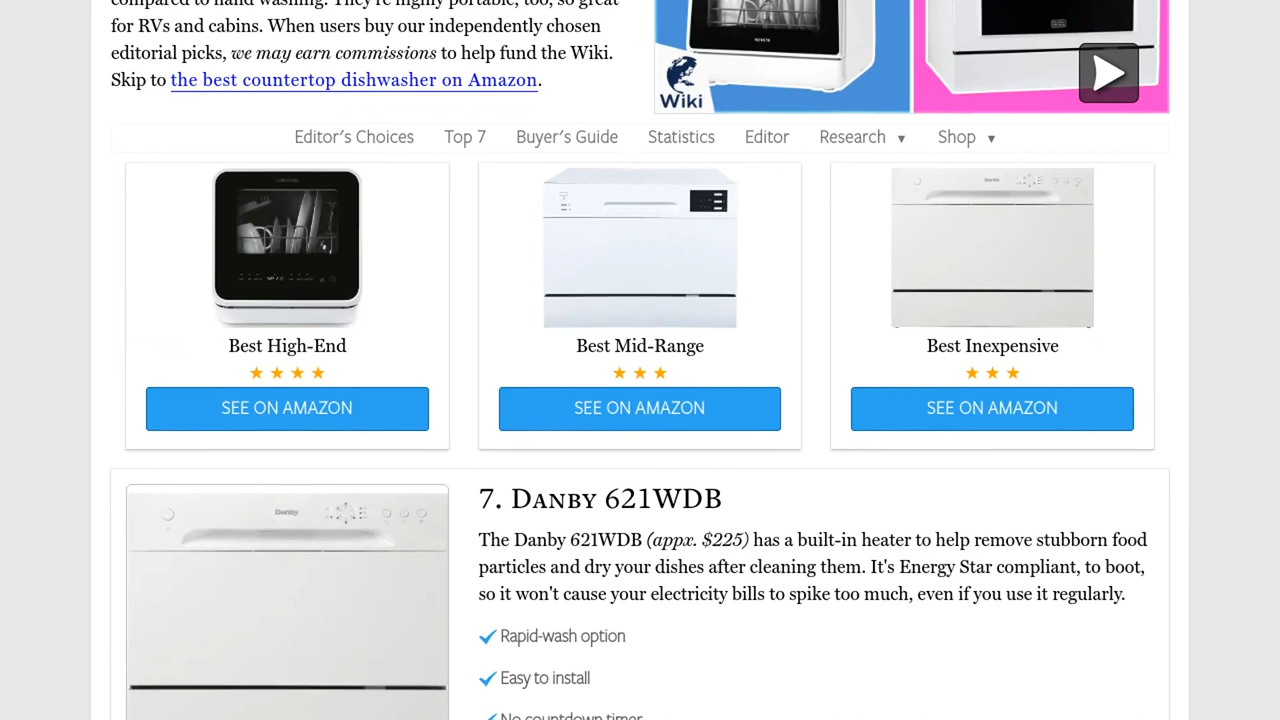 compared to hand washing. They're highly portable, too, so great
for RVs and cabins. When users buy our independently chosen
editorial picks, we may earn commissions to help fund the Wiki.
Skip to the best countertop dishwasher on Amazon.
Wiki
Editor's Choices Top 7 Buyer's Guide Statistics Editor Research ▼ Shop ▼
Best High-End Best Mid-Range Best Inexpensive
SEE ON AMAZON SEE ON AMAZON SEE ON AMAZON
Danby
7. Danby 621WDB
The Danby 621WDB (appx. $225) has a built-in heater to help remove stubborn food
particles and dry your dishes after cleaning them. It's Energy Star compliant, to boot,
so it won't cause your electricity bills to spike too much, even if you use it regularly.
Rapid-wash option
Easy to install
No countdown timer